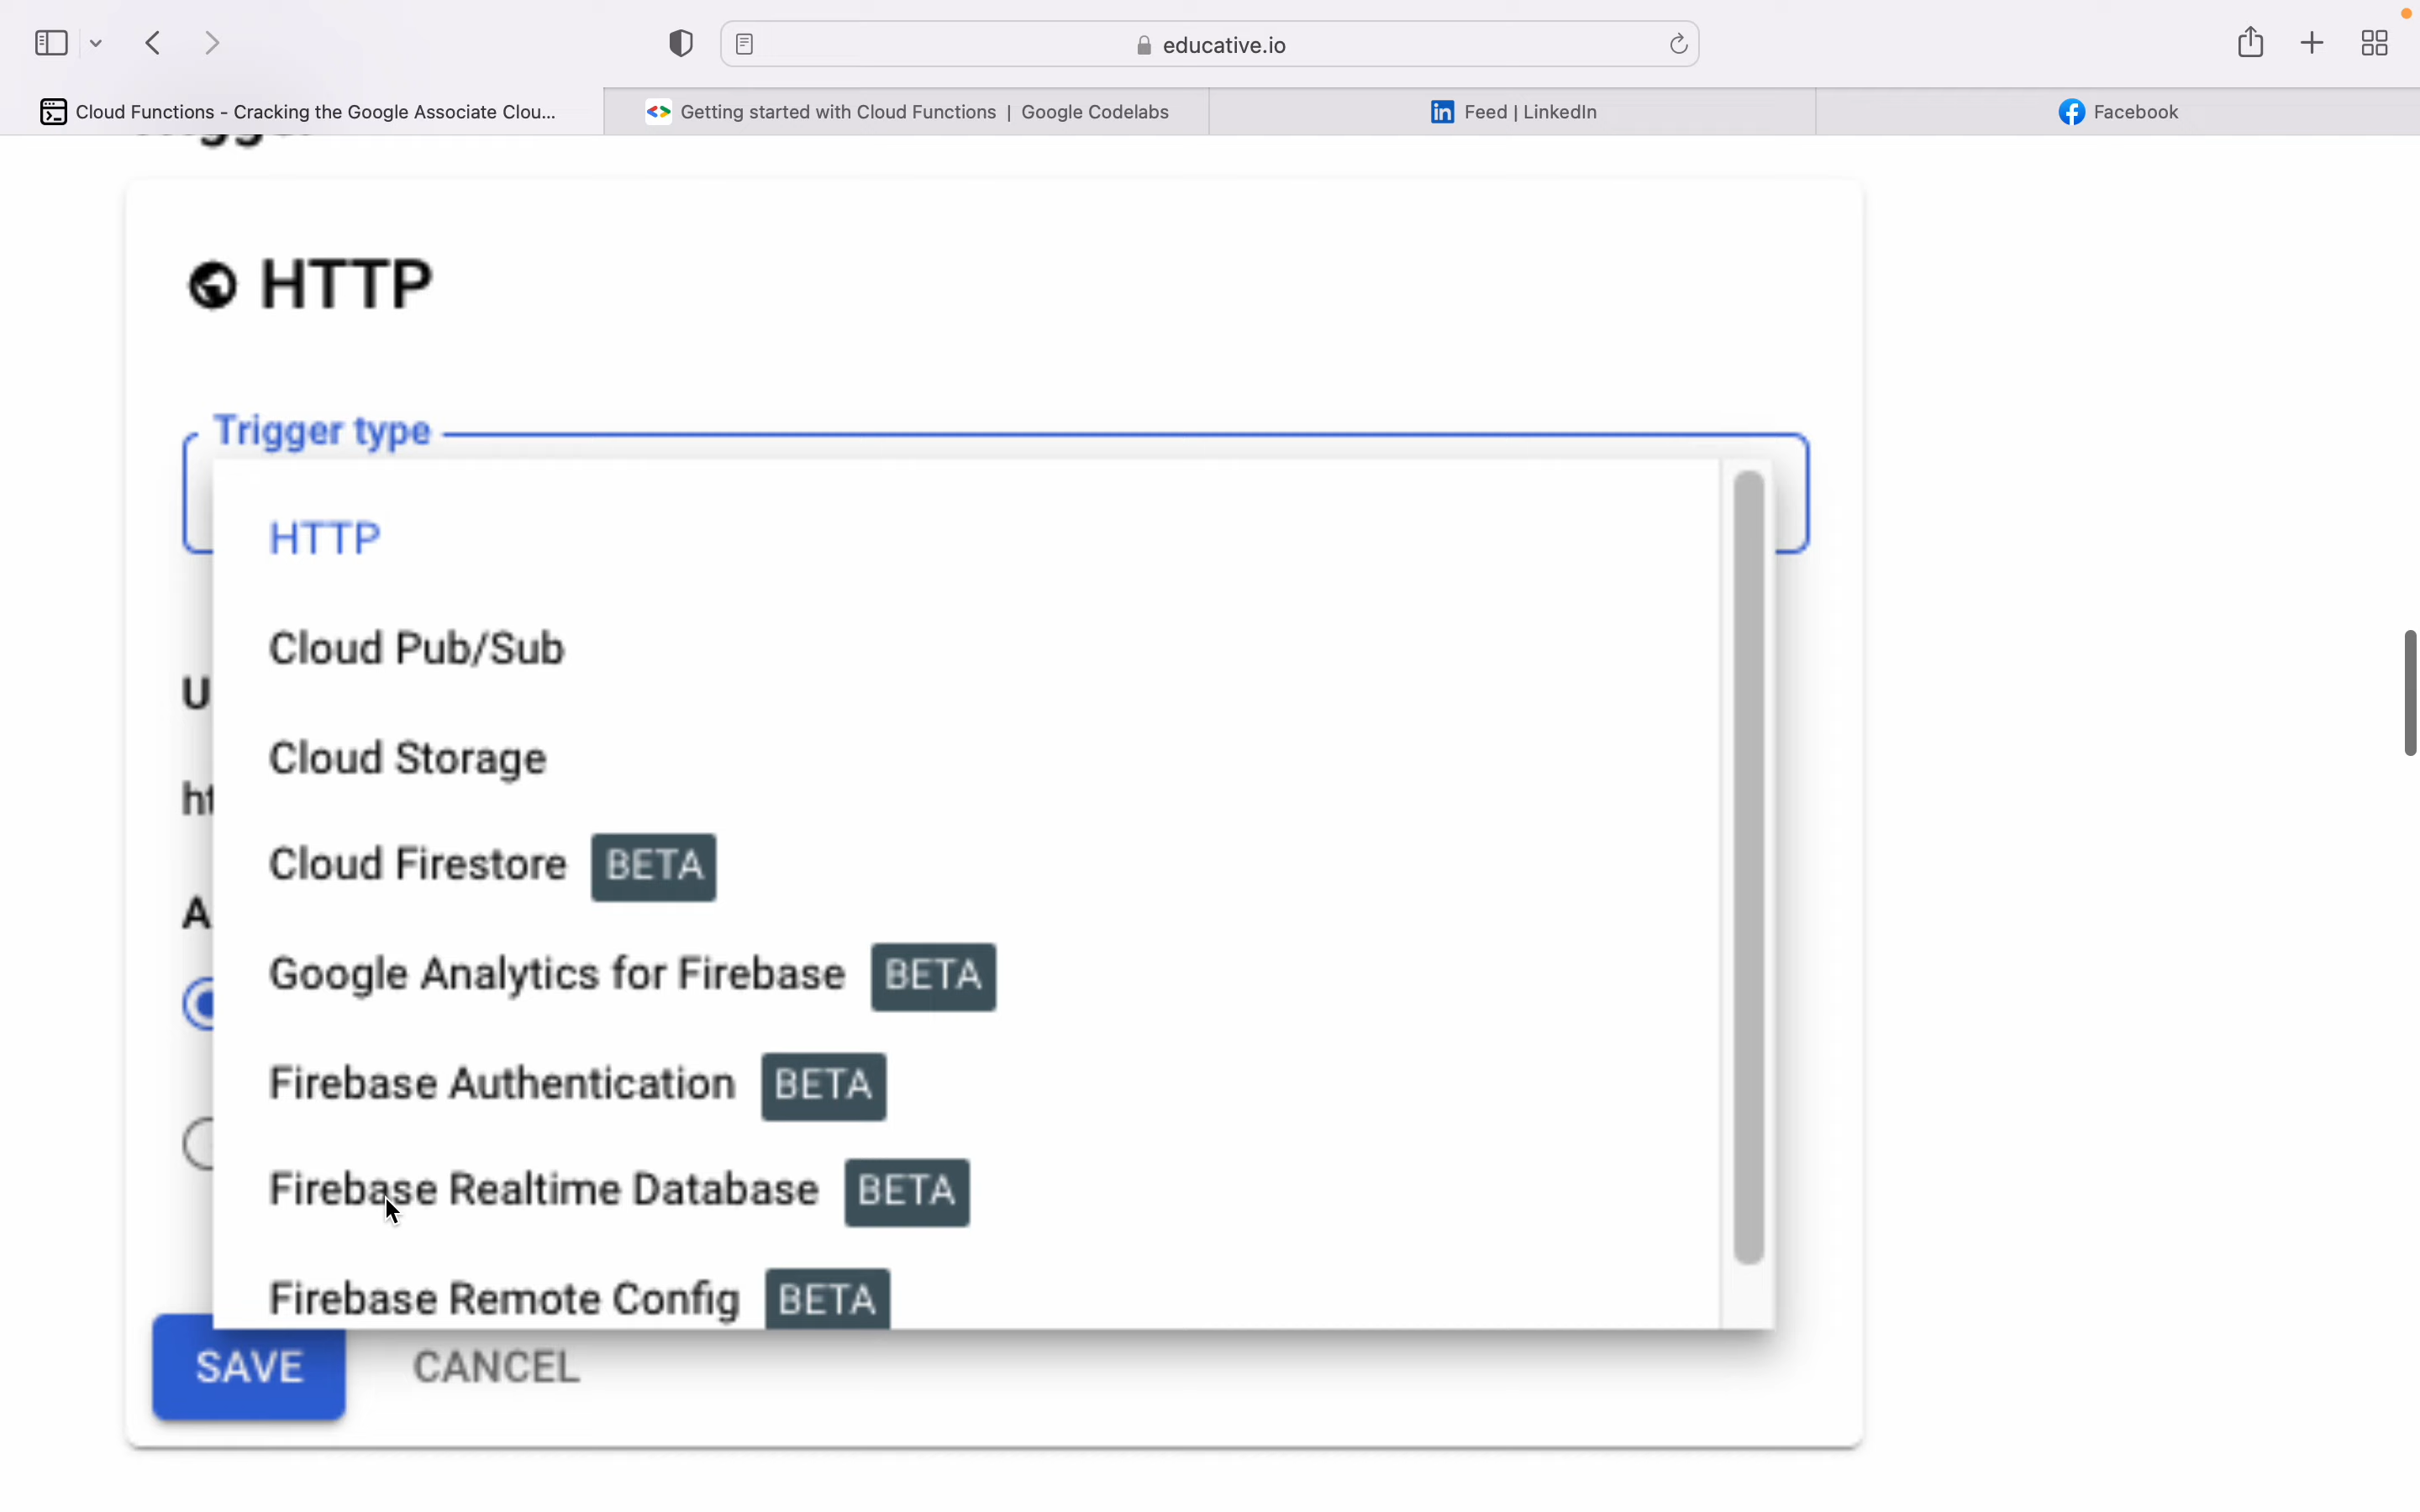 educative.io
Cloud Functions - Cracking the Google Associate Clou...
Getting started with Cloud Functions | Google Codelabs
Feed | LinkedIn
Facebook
HTTP
Trigger type
HTTP
Cloud Pub/Sub
U
Cloud Storage
ht
Cloud Firestore BETA
A
Google Analytics for Firebase BETA
Firebase Authentication BETA
Firebase Realtime Database BETA
Firebase Remote Config BETA
SAVE CANCEL